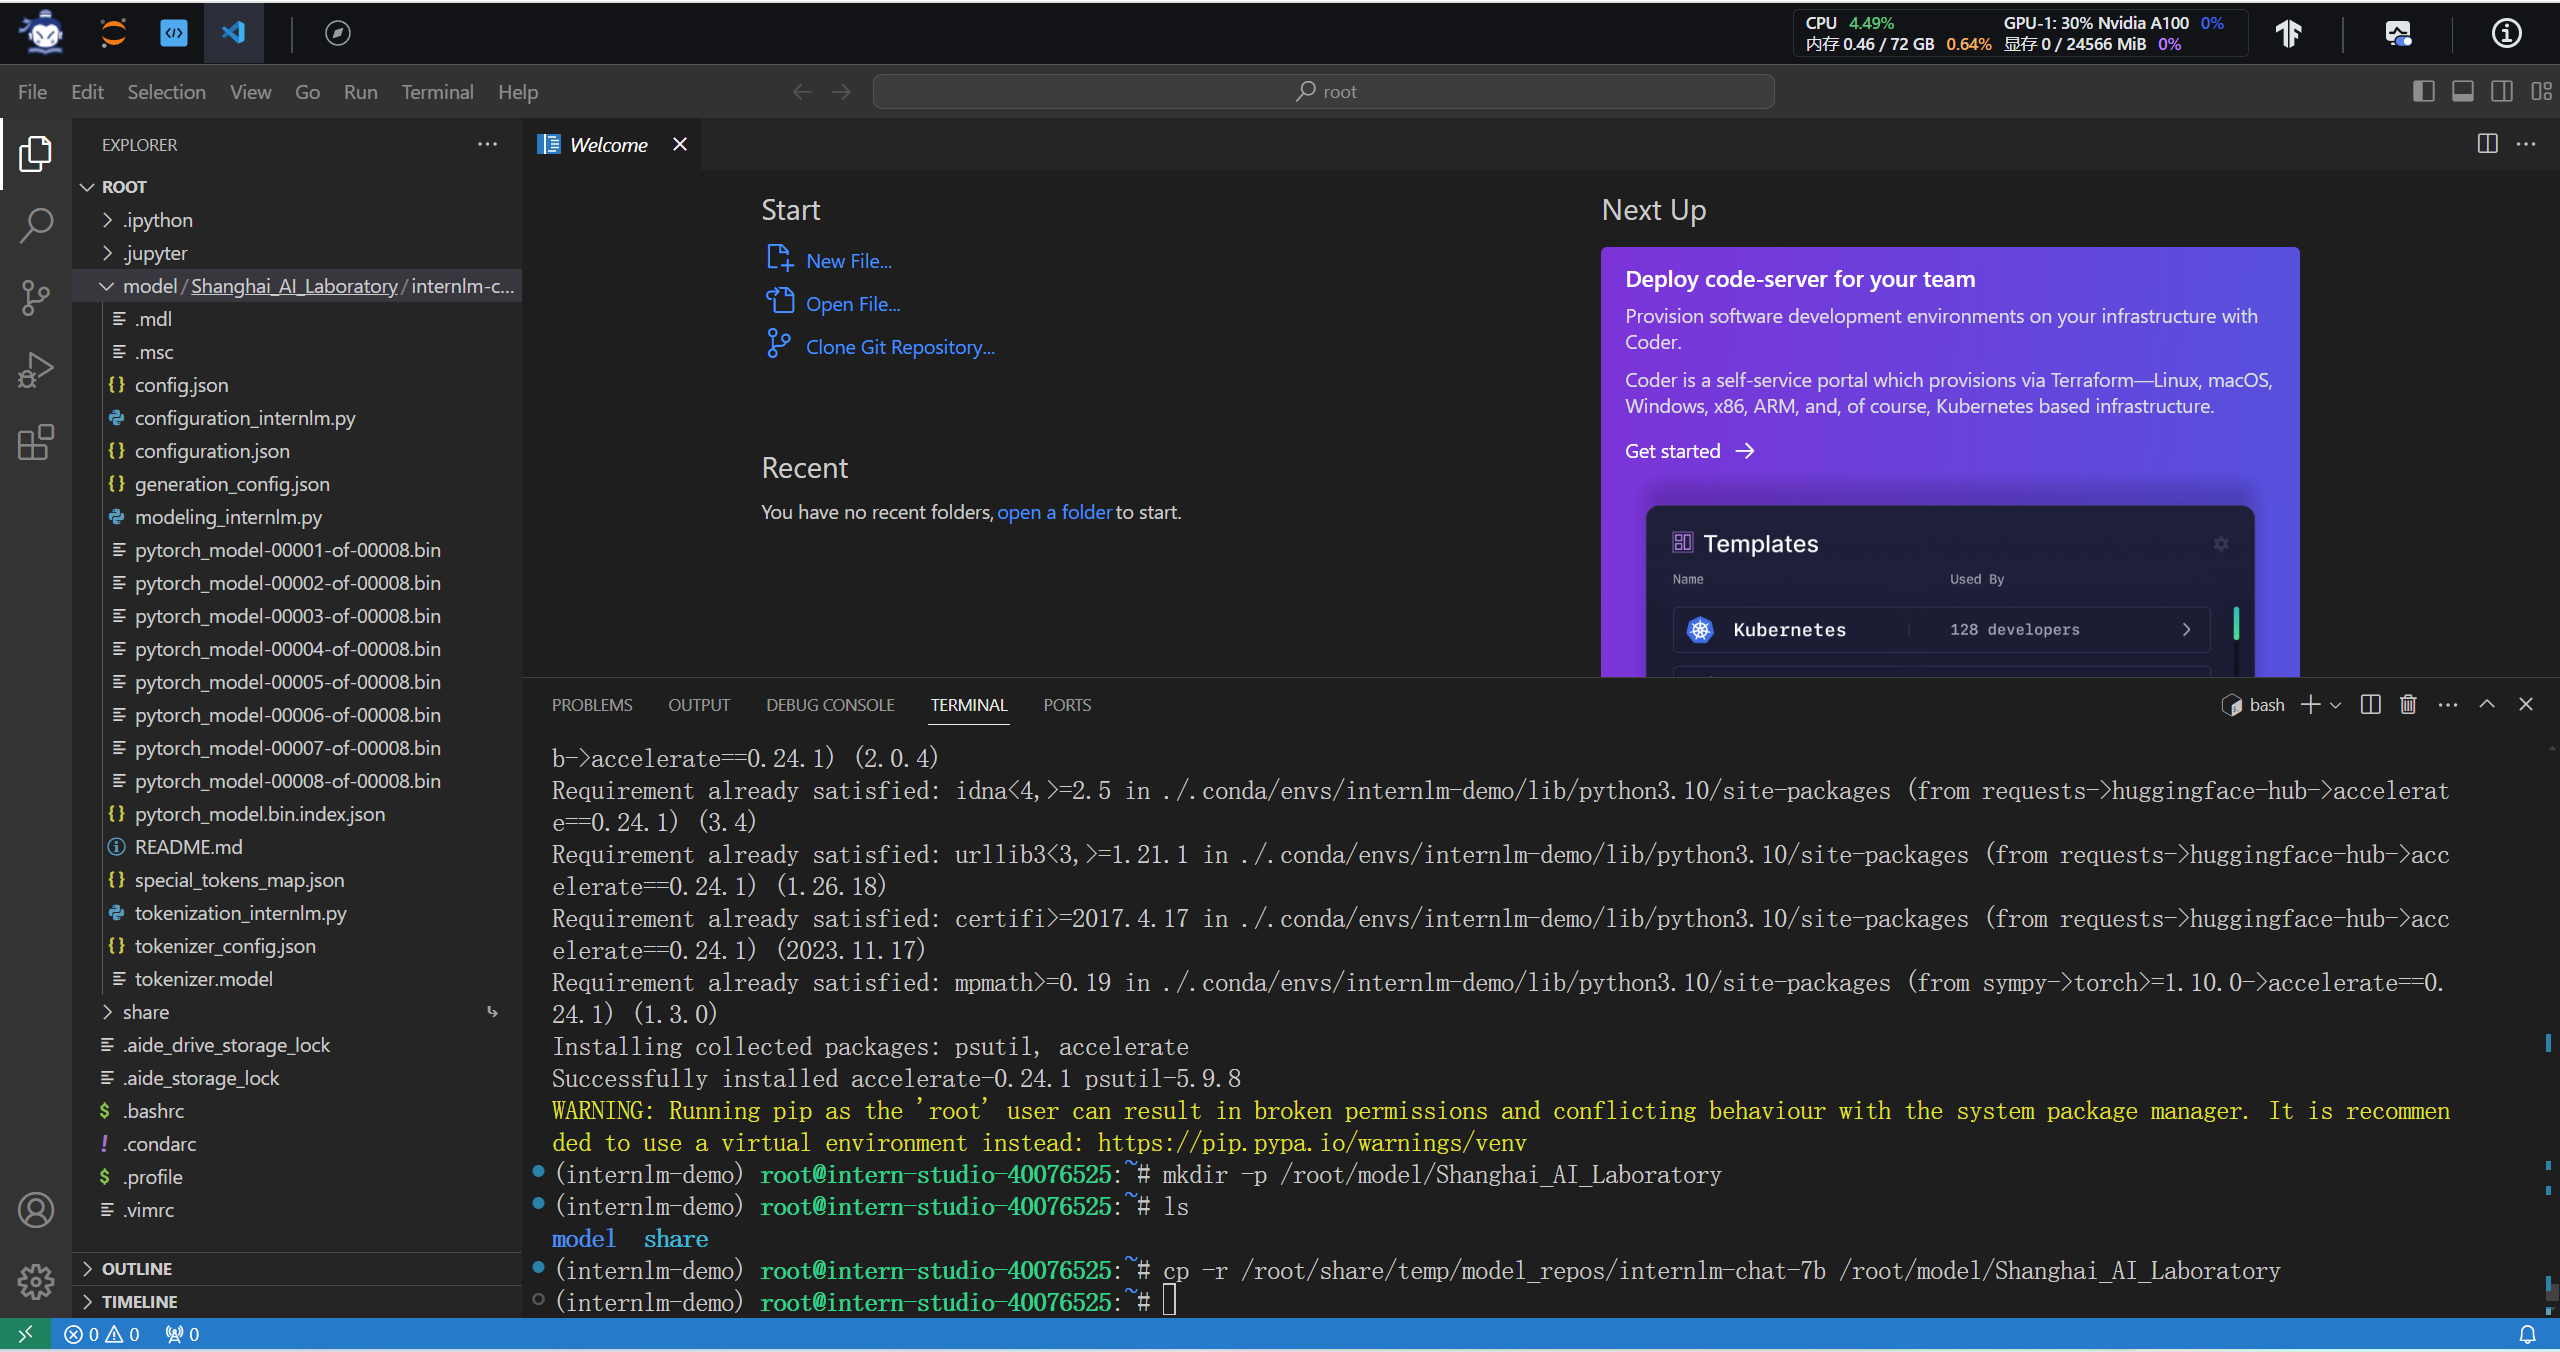 CPU 4.49%
GPU-1: 30% Nvidia A100 0%
内存 0.46 / 72 GB 0.64%
显存 0 / 24566 MiB 0%
File Edit Selection View Go Run Terminal Help
root
EXPLORER
Welcome
ROOT
.ipython
.jupyter
model/Shanghai_AI_Laboratory/internlm-c...
.mdl
.msc
config.json
configuration_internlm.py
configuration.json
generation_config.json
modeling_internlm.py
pytorch_model-00001-of-00008.bin
pytorch_model-00002-of-00008.bin
pytorch_model-00003-of-00008.bin
pytorch_model-00004-of-00008.bin
pytorch_model-00005-of-00008.bin
pytorch_model-00006-of-00008.bin
pytorch_model-00007-of-00008.bin
pytorch_model-00008-of-00008.bin
pytorch_model.bin.index.json
README.md
special_tokens_map.json
tokenization_internlm.py
tokenizer_config.json
tokenizer.model
share
.aide_drive_storage_lock
.aide_storage_lock
.bashrc
.condarc
.profile
.vimrc
OUTLINE
TIMELINE
Start
New File...
Open File...
Clone Git Repository...
Recent
You have no recent folders, open a folder to start.
Next Up
Deploy code-server for your team
Provision software development environments on your infrastructure with
Coder.
Coder is a self-service portal which provisions via Terraform—Linux, macOS,
Windows, x86, ARM, and, of course, Kubernetes based infrastructure.
Get started
Templates
Name Used By
Kubernetes 128 developers
PROBLEMS OUTPUT DEBUG CONSOLE TERMINAL PORTS
bash
b->accelerate==0.24.1) (2.0.4)
Requirement already satisfied: idna<4,>=2.5 in ./.conda/envs/internlm-demo/lib/python3.10/site-packages (from requests->huggingface-hub->accelerat
e==0.24.1) (3.4)
Requirement already satisfied: urllib3<3,>=1.21.1 in ./.conda/envs/internlm-demo/lib/python3.10/site-packages (from requests->huggingface-hub->acc
elerate==0.24.1) (1.26.18)
Requirement already satisfied: certifi>=2017.4.17 in ./.conda/envs/internlm-demo/lib/python3.10/site-packages (from requests->huggingface-hub->acc
elerate==0.24.1) (2023.11.17)
Requirement already satisfied: mpmath>=0.19 in ./.conda/envs/internlm-demo/lib/python3.10/site-packages (from sympy->torch>=1.10.0->accelerate==0.
24.1) (1.3.0)
Installing collected packages: psutil, accelerate
Successfully installed accelerate-0.24.1 psutil-5.9.8
WARNING: Running pip as the 'root' user can result in broken permissions and conflicting behaviour with the system package manager. It is recommen
ded to use a virtual environment instead: https://pip.pypa.io/warnings/venv
(internlm-demo) root@intern-studio-40076525:~# mkdir -p /root/model/Shanghai_AI_Laboratory
(internlm-demo) root@intern-studio-40076525:~# ls
model share
(internlm-demo) root@intern-studio-40076525:~# cp -r /root/share/temp/model_repos/internlm-chat-7b /root/model/Shanghai_AI_Laboratory
(internlm-demo) root@intern-studio-40076525:~#
0 0 0